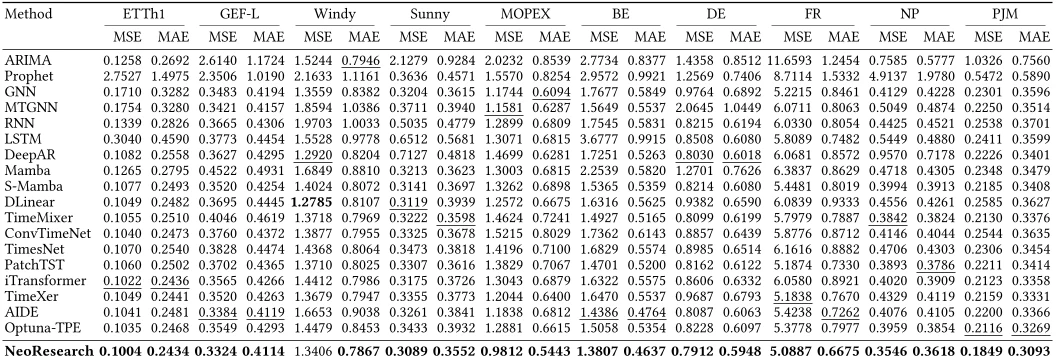 Method ETTh1 GEF-L Windy Sunny MOPEX BE DE FR NP PJM
MSE MAE MSE MAE MSE MAE MSE MAE MSE MAE MSE MAE MSE MAE MSE MAE MSE MAE MSE MAE
ARIMA 0.1258 0.2692 2.6140 1.1724 1.5244 0.7946 2.1279 0.9284 2.0232 0.8539 2.7734 0.8377 1.4358 0.8512 11.6593 1.2454 0.7585 0.5777 1.0326 0.7560
Prophet 2.7527 1.4975 2.3506 1.0190 2.1633 1.1161 0.3636 0.4571 1.5570 0.8254 2.9572 0.9921 1.2569 0.7406 8.7114 1.5332 4.9137 1.9780 0.5472 0.5890
GNN 0.1710 0.3282 0.3483 0.4194 1.3559 0.8382 0.3204 0.3615 1.1744 0.6094 1.7677 0.5849 0.9764 0.6892 5.2215 0.8461 0.4129 0.4228 0.2301 0.3596
MTGNN 0.1754 0.3280 0.3421 0.4157 1.8594 1.0386 0.3711 0.3940 1.1581 0.6287 1.5649 0.5537 2.0645 1.0449 6.0711 0.8063 0.5049 0.4874 0.2250 0.3514
RNN 0.1339 0.2826 0.3665 0.4306 1.9703 1.0033 0.5035 0.4779 1.2899 0.6809 1.7545 0.5831 0.8215 0.6194 6.0330 0.8054 0.4425 0.4521 0.2538 0.3701
LSTM 0.3040 0.4590 0.3773 0.4454 1.5528 0.9778 0.6512 0.5681 1.3071 0.6815 3.6777 0.9915 0.8508 0.6080 5.8089 0.7482 0.5449 0.4880 0.2411 0.3599
DeepAR 0.1082 0.2558 0.3627 0.4295 1.2920 0.8204 0.7127 0.4818 1.4699 0.6281 1.7251 0.5263 0.8030 0.6018 6.0681 0.8572 0.9570 0.7178 0.2226 0.3401
Mamba 0.1265 0.2795 0.4522 0.4931 1.6849 0.8810 0.3213 0.3623 1.3003 0.6815 2.2539 0.5820 1.2701 0.7626 6.3837 0.8629 0.4718 0.4305 0.2348 0.3479
S-Mamba 0.1077 0.2493 0.3520 0.4254 1.4024 0.8072 0.3141 0.3697 1.3262 0.6898 1.5365 0.5359 0.8214 0.6080 5.4481 0.8019 0.3994 0.3913 0.2185 0.3408
DLinear 0.1049 0.2482 0.3695 0.4445 1.2785 0.8107 0.3119 0.3939 1.2572 0.6675 1.6316 0.5625 0.9382 0.6590 6.0839 0.9333 0.4556 0.4261 0.2585 0.3627
TimeMixer 0.1055 0.2510 0.4046 0.4619 1.3718 0.7969 0.3222 0.3598 1.4624 0.7241 1.4927 0.5165 0.8099 0.6199 5.7979 0.7887 0.3842 0.3824 0.2130 0.3376
ConvTimeNet 0.1040 0.2473 0.3760 0.4372 1.3877 0.7955 0.3325 0.3678 1.5215 0.8029 1.7362 0.6143 0.8857 0.6439 5.8776 0.8712 0.4146 0.4044 0.2544 0.3635
TimesNet 0.1070 0.2540 0.3828 0.4474 1.4368 0.8064 0.3473 0.3818 1.4196 0.7100 1.6829 0.5574 0.8985 0.6514 6.1616 0.8882 0.4706 0.4303 0.2306 0.3454
PatchTST 0.1060 0.2502 0.3702 0.4365 1.3710 0.8025 0.3307 0.3616 1.3829 0.7067 1.4701 0.5200 0.8162 0.6122 5.1874 0.7330 0.3893 0.3786 0.2211 0.3414
iTransformer 0.1022 0.2436 0.3565 0.4266 1.4412 0.7986 0.3175 0.3726 1.3043 0.6879 1.6322 0.5575 0.8606 0.6332 6.0580 0.8921 0.4020 0.3909 0.2123 0.3358
TimeXer 0.1049 0.2441 0.3520 0.4263 1.3679 0.7947 0.3355 0.3773 1.2044 0.6400 1.6470 0.5537 0.9687 0.6793 5.1838 0.7670 0.4329 0.4119 0.2159 0.3331
AIDE 0.1041 0.2481 0.3384 0.4119 1.6653 0.9038 0.3261 0.3841 1.1838 0.6812 1.4386 0.4764 0.8087 0.6063 5.4238 0.7262 0.4076 0.4105 0.2200 0.3366
Optuna-TPE 0.1035 0.2468 0.3549 0.4293 1.4479 0.8453 0.3433 0.3932 1.2881 0.6615 1.5058 0.5354 0.8228 0.6097 5.3778 0.7977 0.3959 0.3854 0.2116 0.3269
NeoResearch 0.1004 0.2434 0.3324 0.4114 1.3406 0.7867 0.3089 0.3552 0.9812 0.5443 1.3807 0.4637 0.7912 0.5948 5.0887 0.6675 0.3546 0.3618 0.1849 0.3093